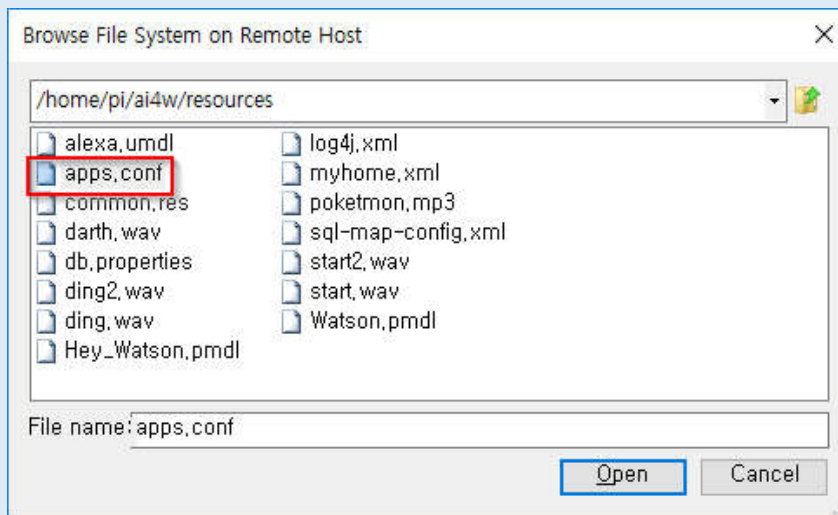 Browse File System on Remote Host
/home/pi/ai4w/resources
alexa.umdl
apps.conf
common.res
darth.wav
db.properties
ding2.wav
ding.wav
Hey_Watson.pmdl
log4j.xml
myhome.xml
poketmon.mp3
sql-map-config.xml
start2.wav
start.wav
Watson.pmdl
File name: apps.conf
Open Cancel